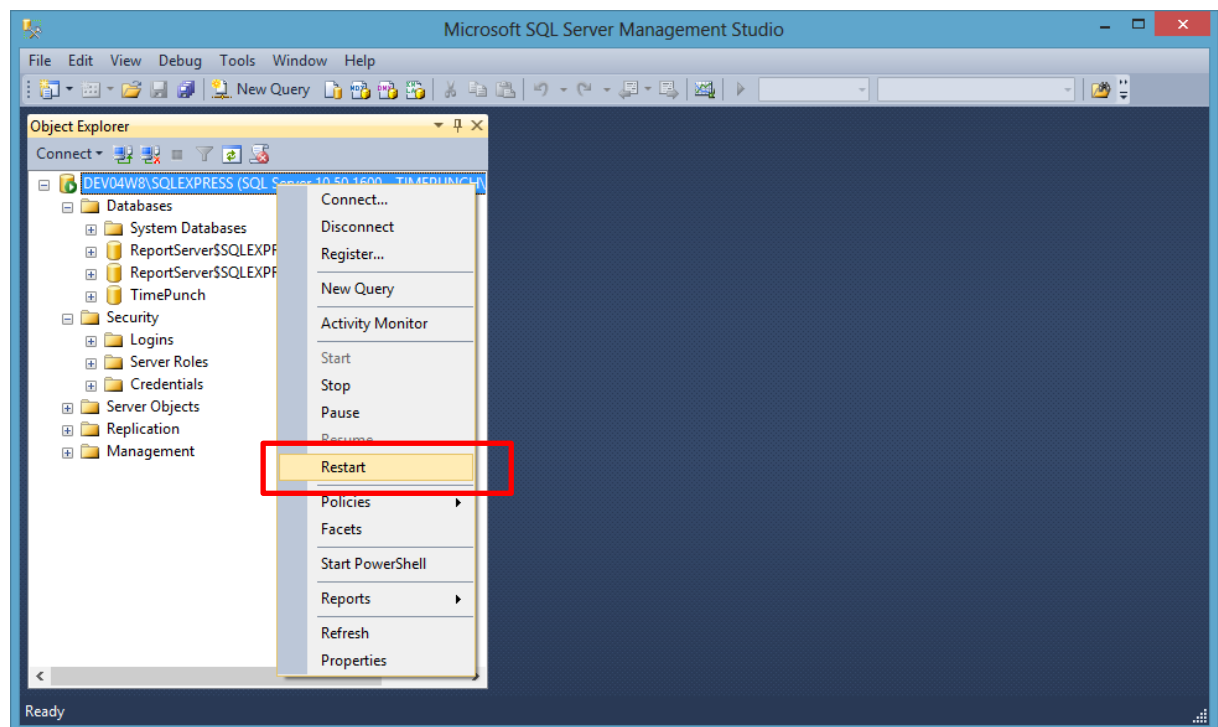 Microsoft SQL Server Management Studio
File Edit View Debug Tools Window Help
New Query
Object Explorer
Connect
DEV04W8\SQLEXPRESS (SQL Server 10.50.1600 - TIMEPUNCH\
Databases
System Databases
ReportServer$SQLEXPR
ReportServer$SQLEXPR
TimePunch
Security
Logins
Server Roles
Credentials
Server Objects
Replication
Management
Connect...
Disconnect
Register...
New Query
Activity Monitor
Start
Stop
Pause
Resume
Restart
Policies
Facets
Start PowerShell
Reports
Refresh
Properties
Ready